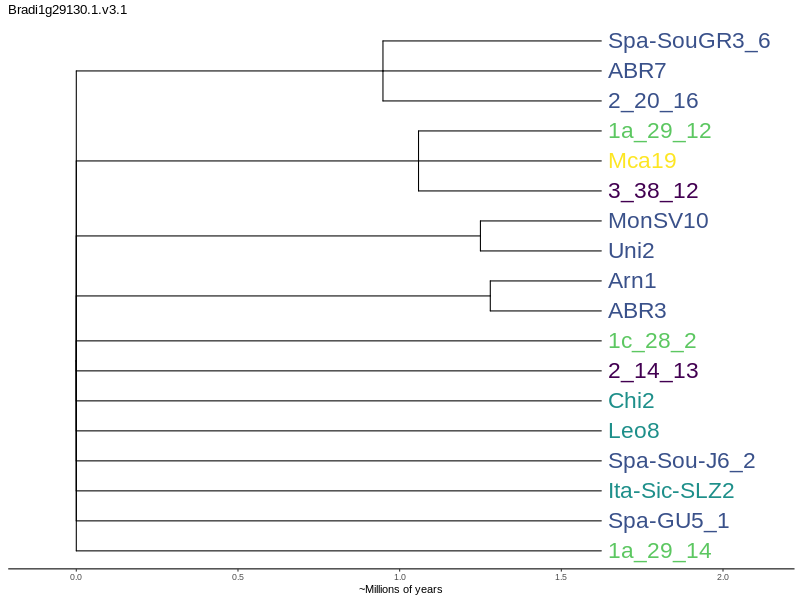 Bradi1g29130.1.v3.1
Spa-SouGR3_6
ABR7
2_20_16
1a_29_12
Mca19
3_38_12
MonSV10
Uni2
Arn1
ABR3
1c_28_2
2_14_13
Chi2
Leo8
Spa-Sou-J6_2
Ita-Sic-SLZ2
Spa-GU5_1
1a_29_14
0.0 0.5 1.0 1.5 2.0
~Millions of years